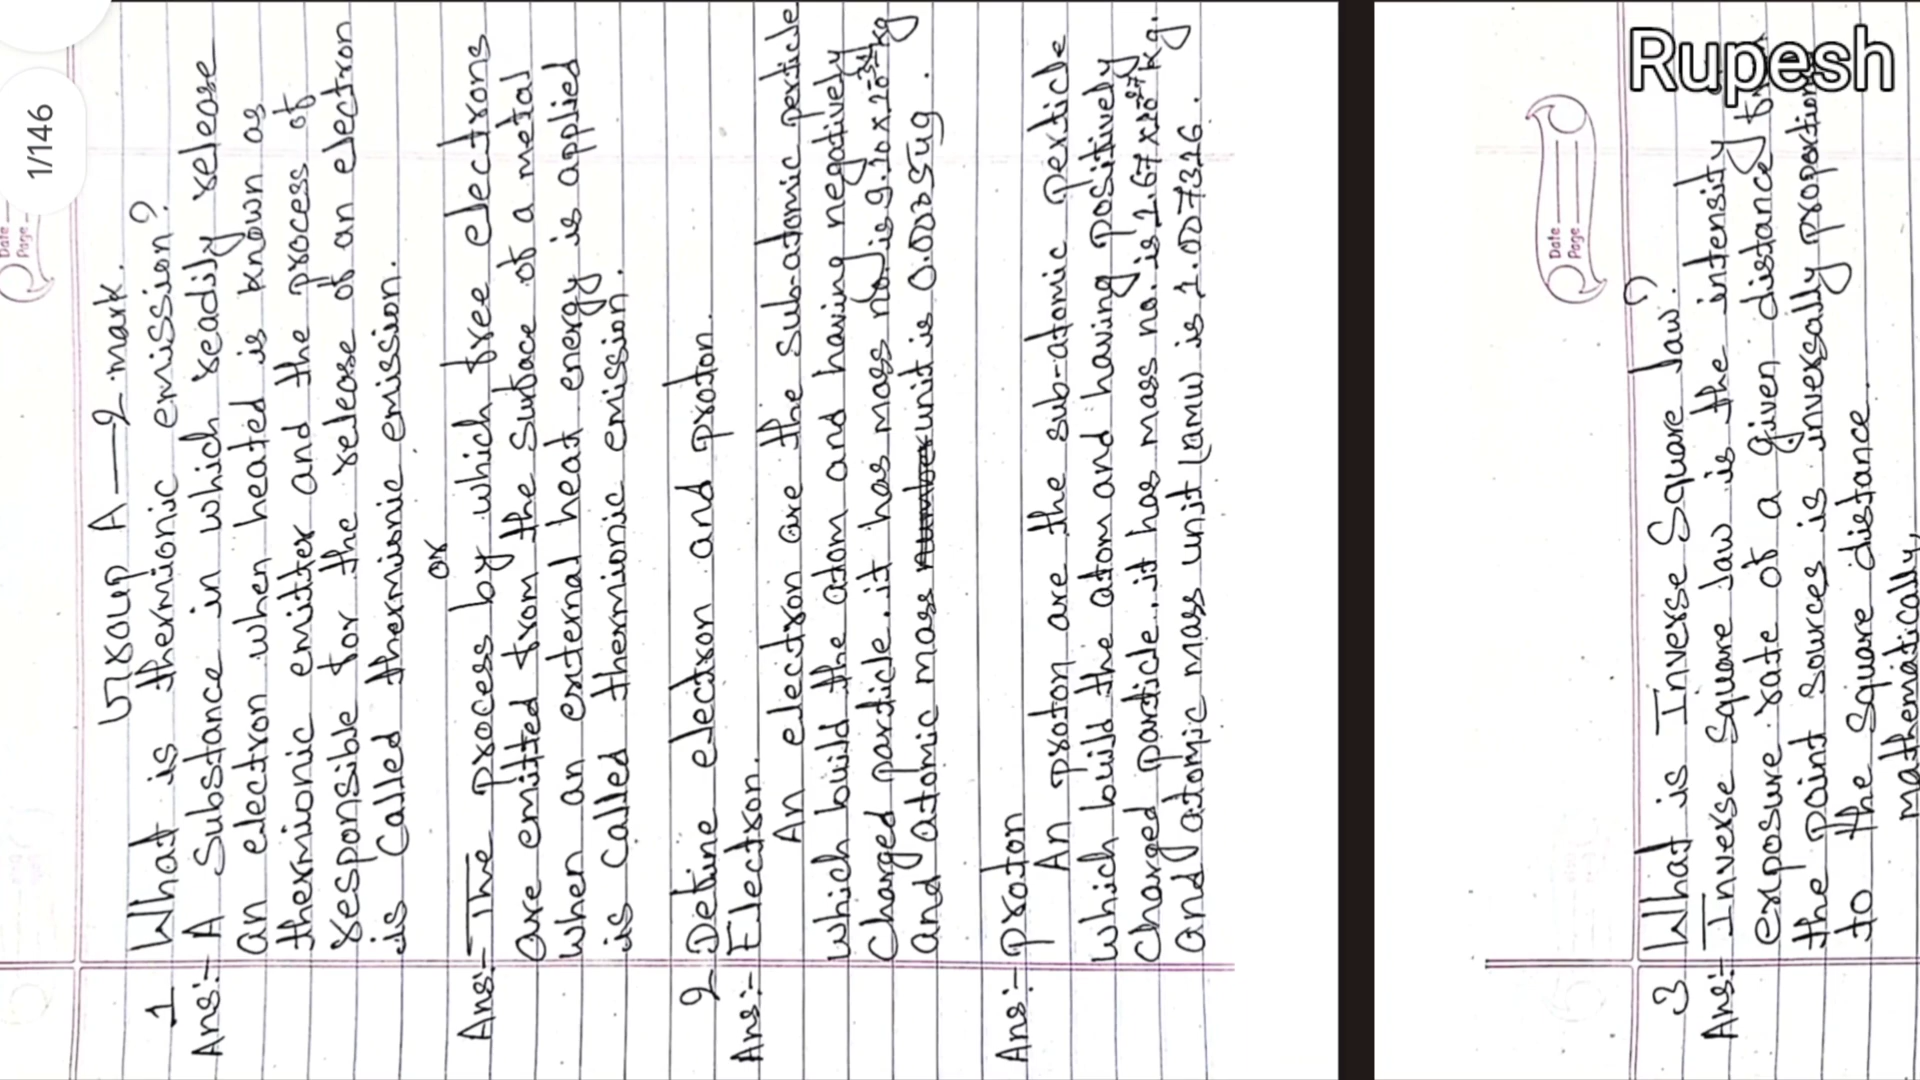 1/146
Rupesh
Date
Page
Group A — 2 mark.
1 What is thermionic emission?
Ans:- A Substance in which readily release
an electron when heated is known as
thermionic emitter and the process of
responsible for the release of an electron
is called thermionic emission.
or
Ans:- The process by which free electrons
are emitted from the surface of a metal
when an external heat energy is applied
is called thermionic emission.
2 Define electron and proton.
Ans:- Electron.
An electron are the sub-atomic perticle
which build the atom and having negatively
Charged particle. it has mass no. is 9.10 x 10-31 kg
and atomic mass unit is 0.00054g.
Ans:- proton
An proton are the sub-atomic perticle
which build the atom and having positively
Charged particle. it has mass no. is 1.67 x 10-27 kg.
and atomic mass unit (amu is 1.007316.
Date
Page
3 What is Inverse Square law?
Ans:- Inverse Square law is the intensity
exposure rate of a given distance
the point sources is inversally proportion
to the square distance.
mathematically,